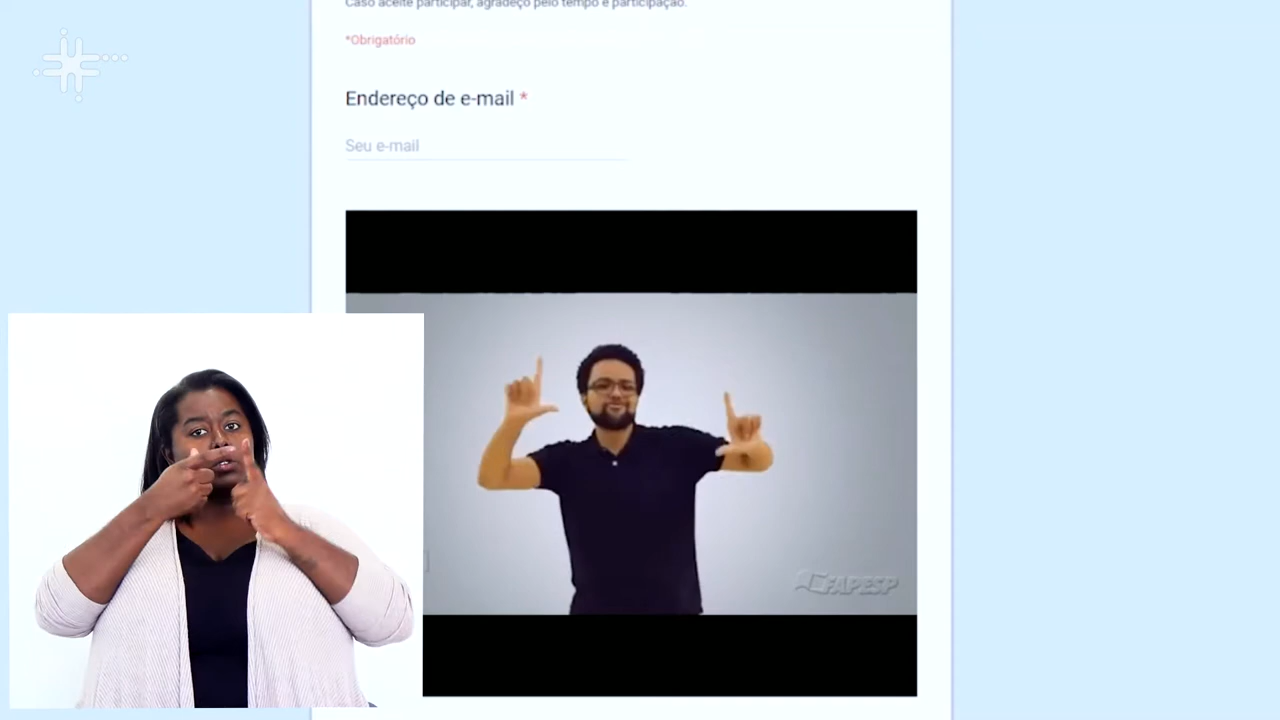 Caso aceite participar, agradeço pelo tempo e participação.
*Obrigatório
Endereço de e-mail *
Seu e-mail
FAPESP